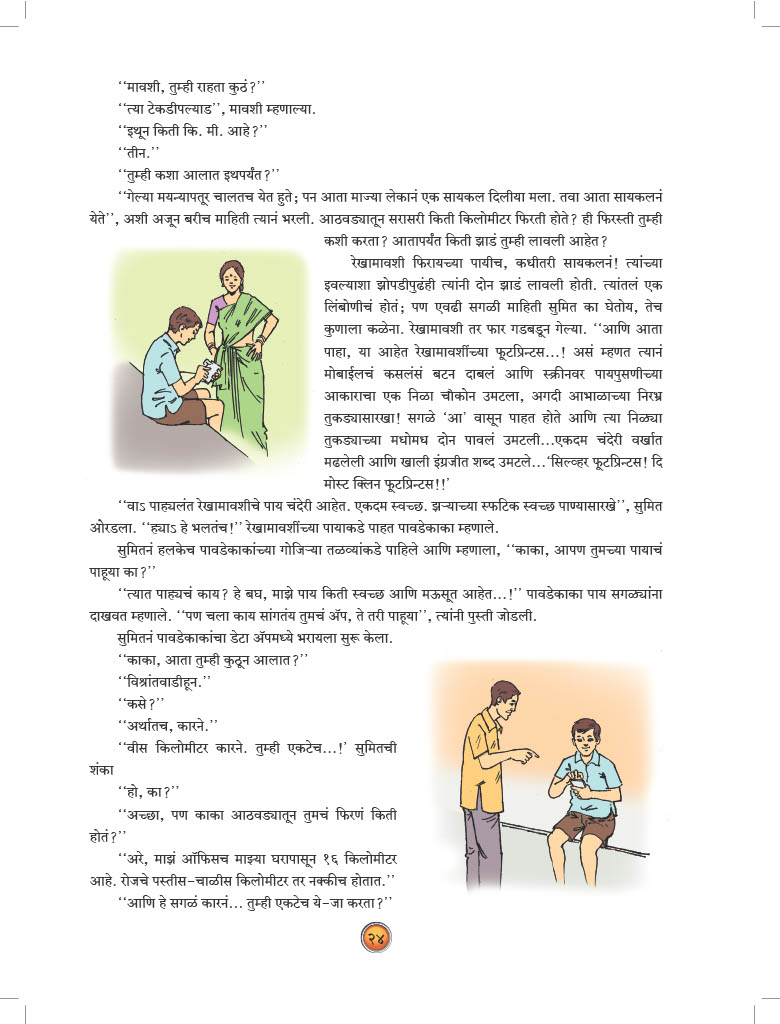 ‘‘मावशी, तुम्ही राहता कुठं?’’
‘‘त्या टेकडीपल्याड’’, मावशी म्हणाल्या.
‘‘इथून किती कि. मी. आहे?’’
‘‘तीन.’’
‘‘तुम्ही कशा आलात इथपर्यंत?’’
‘‘गेल्या मयन्यापतूर चालतच येत हुते; पन आता माज्या लेकानं एक सायकल दिलीया मला. तवा आता सायकलनं
येते’’, अशी अजून बरीच माहिती त्यानं भरली. आठवड्यातून सरासरी किती किलोमीटर फिरती होते? ही फिरस्ती तुम्ही
कशी करता? आतापर्यंत किती झाडं तुम्ही लावली आहेत?
रेखामावशी फिरायच्या पायीच, कधीतरी सायकलनं! त्यांच्या
इवल्याशा झोपडीपुढंही त्यांनी दोन झाडं लावली होती. त्यांतलं एक
लिंबोणीचं होतं; पण एवढी सगळी माहिती सुमित का घेतोय, तेच
कुणाला कळेना. रेखामावशी तर फार गडबडून गेल्या. ‘‘आणि आता
पाहा, या आहेत रेखामावशींच्या फूटप्रिन्टस...! असं म्हणत त्यानं
मोबाईलचं कसलंसं बटन दाबलं आणि स्क्रीनवर पायपुसणीच्या
आकाराचा एक निळा चौकोन उमटला, अगदी आभाळाच्या निरभ्र
तुकड्यासारखा! सगळे ‘आ’ वासून पाहत होते आणि त्या निळ्या
तुकड्याच्या मधोमध दोन पावलं उमटली...एकदम चंदेरी वर्खात
मढलेली आणि खाली इंग्रजीत शब्द उमटले...‘सिल्व्हर फूटप्रिन्टस! दि
मोस्ट क्लिन फूटप्रिन्टस!!’
‘‘वाऽ पाह्यलंत रेखामावशीचे पाय चंदेरी आहेत. एकदम स्वच्छ. झऱ्याच्या स्फटिक स्वच्छ पाण्यासारखे’’, सुमित
ओरडला. ‘‘ह्याऽ हे भलतंच!’’ रेखामावशींच्या पायाकडे पाहत पावडेकाका म्हणाले.
सुमितनं हलकेच पावडेकाकांच्या गोजिऱ्या तळव्यांकडे पाहिले आणि म्हणाला, ‘‘काका, आपण तुमच्या पायाचं
पाहूया का?’’
‘‘त्यात पाह्यचं काय? हे बघ, माझे पाय किती स्वच्छ आणि मऊसूत आहेत...!’’ पावडेकाका पाय सगळ्यांना
दाखवत म्हणाले. ‘‘पण चला काय सांगतंय तुमचं ॲप, ते तरी पाहूया’’, त्यांनी पुस्ती जोडली.
सुमितनं पावडेकाकांचा डेटा ॲपमध्ये भरायला सुरू केला.
‘‘काका, आता तुम्ही कुठून आलात?’’
‘‘विश्रांतवाडीहून.’’
‘‘कसे?’’
‘‘अर्थातच, कारने.’’
‘‘वीस किलोमीटर कारने. तुम्ही एकटेच...!’ सुमितची
शंका
‘‘हो, का?’’
‘‘अच्छा, पण काका आठवड्यातून तुमचं फिरणं किती
होतं?’’
‘‘अरे, माझं ऑफिसच माझ्या घरापासून १६ किलोमीटर
आहे. रोजचे पस्तीस-चाळीस किलोमीटर तर नक्कीच होतात.’’
‘‘आणि हे सगळं कारनं... तुम्ही एकटेच ये-जा करता?’’
२४